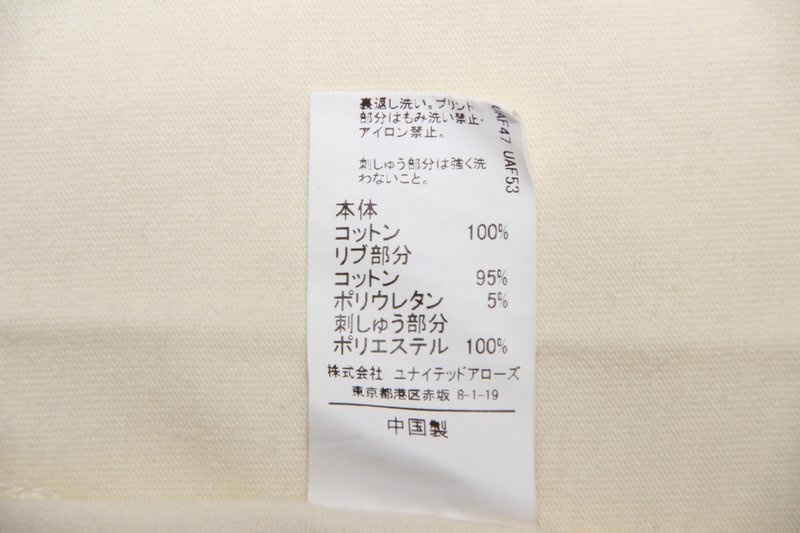 裏返し洗い。プリント
部分はもみ洗い禁止・
アイロン禁止。
刺しゅう部分は強く洗
わないこと。
本体
コットン 100%
リブ部分
コットン 95%
ポリウレタン 5%
刺しゅう部分
ポリエステル 100%
株式会社 ユナイテッドアローズ
東京都港区赤坂 8-1-19
中国製
UAF47 UAF53